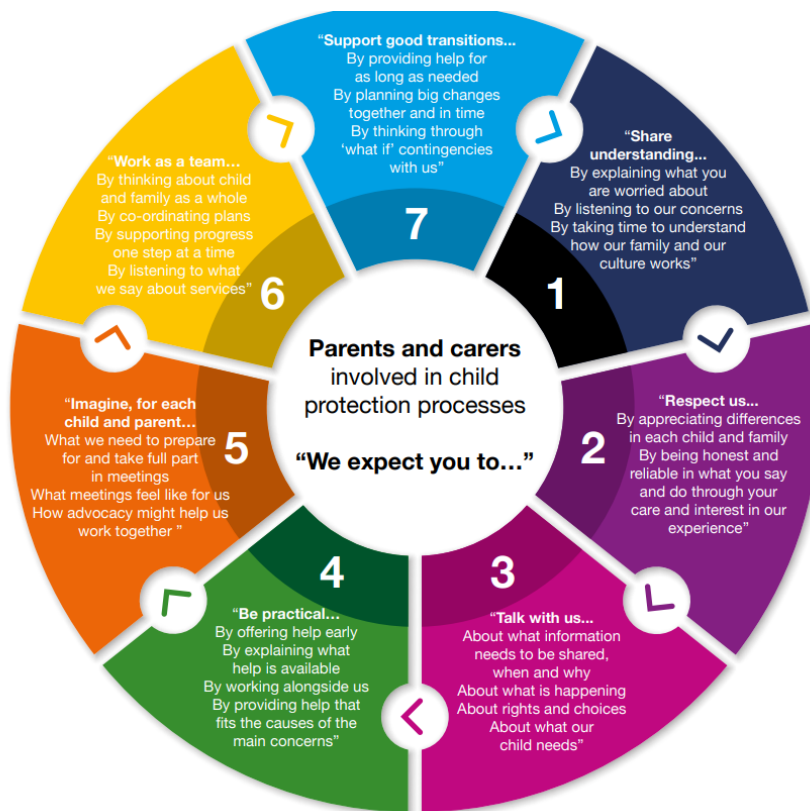 Parents and carers
involved in child
protection processes
“We expect you to…”
1
“Share
understanding...
By explaining what you
are worried about
By listening to our concerns
By taking time to understand
how our family and our
culture works”
2
“Respect us...
By appreciating differences
in each child and family
By being honest and
reliable in what you say
and do through your
care and interest in our
experience”
3
“Talk with us...
About what information
needs to be shared,
when and why
About what is happening
About rights and choices
About what our
child needs”
4
“Be practical…
By offering help early
By explaining what
help is available
By working alongside us
By providing help that
fits the causes of the
main concerns”
5
“Imagine, for each
child and parent…
What we need to prepare
for and take full part
in meetings
What meetings feel like for us
How advocacy might help us
work together ”
6
“Work as a team…
By thinking about child
and family as a whole
By co-ordinating plans
By supporting progress
one step at a time
By listening to what
we say about services”
7
“Support good transitions...
By providing help for
as long as needed
By planning big changes
together and in time
By thinking through
‘what if’ contingencies
with us”